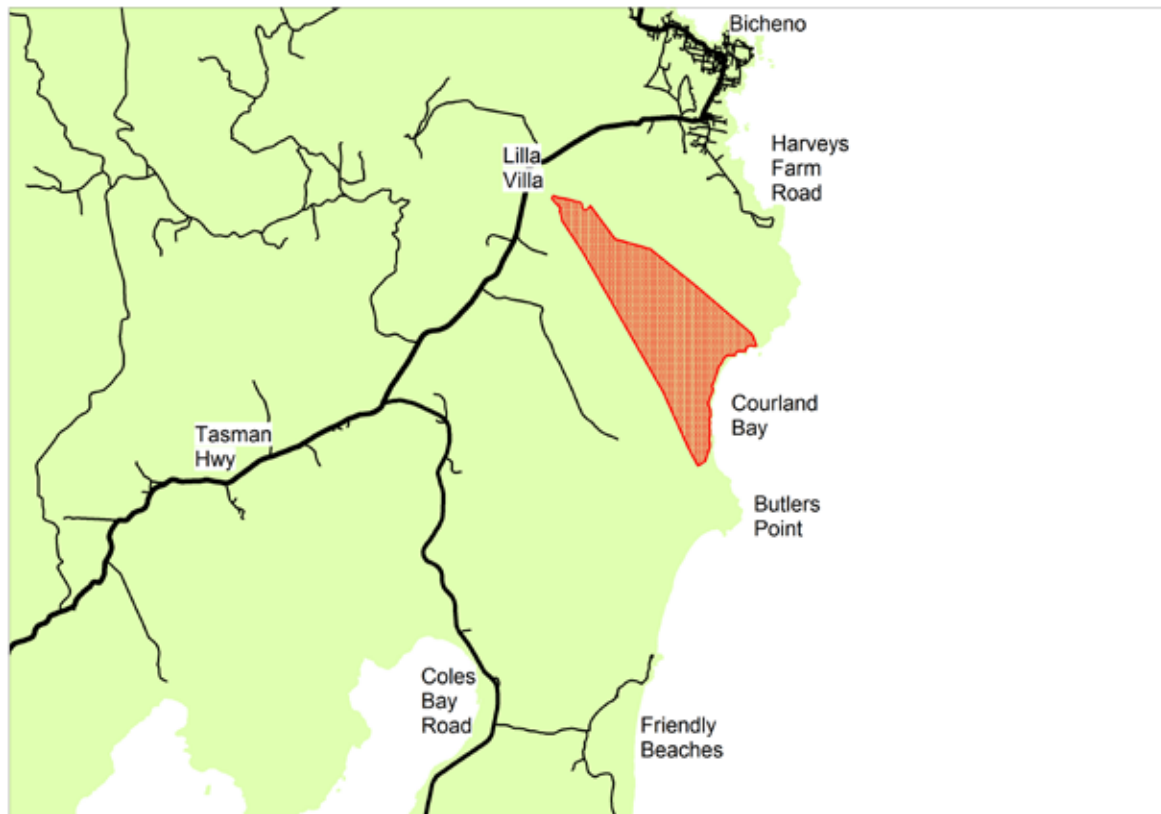 Bicheno
Harveys
Farm
Road
Lilla
Villa
Courland
Bay
Tasman
Hwy
Butlers
Point
Coles
Bay
Road
Friendly
Beaches